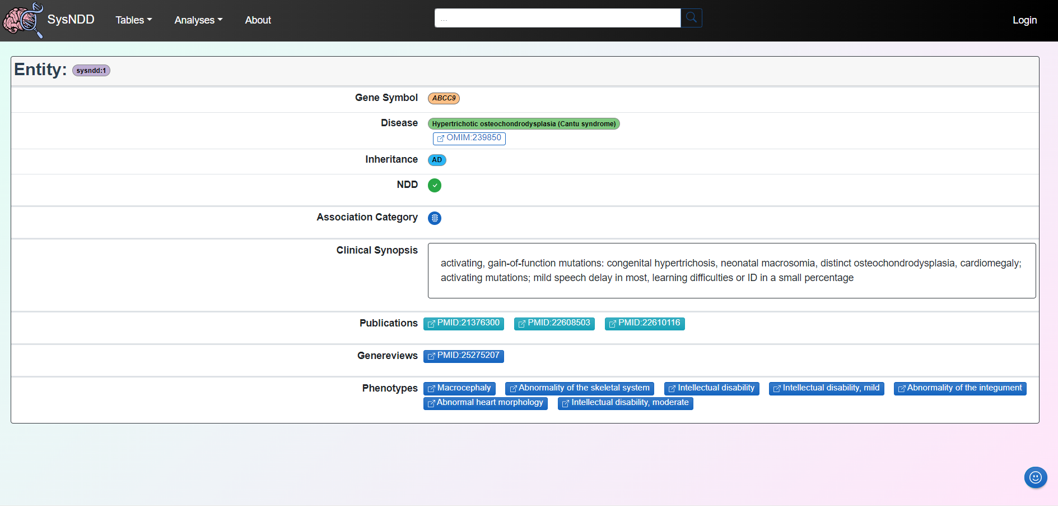 SysNDD Tables Analyses About ... Login
Entity: sysndd:1
Gene Symbol ABCC9
Disease Hypertrichotic osteochondrodysplasia (Cantu syndrome)
OMIM:239850
Inheritance AD
NDD
Association Category
Clinical Synopsis
activating, gain-of-function mutations: congenital hypertrichosis, neonatal macrosomia, distinct osteochondrodysplasia, cardiomegaly;
activating mutations; mild speech delay in most, learning difficulties or ID in a small percentage
Publications PMID:21376300 PMID:22608503 PMID:22610116
Genereviews PMID:25275207
Phenotypes Macrocephaly Abnormality of the skeletal system Intellectual disability Intellectual disability, mild Abnormality of the integument
Abnormal heart morphology Intellectual disability, moderate